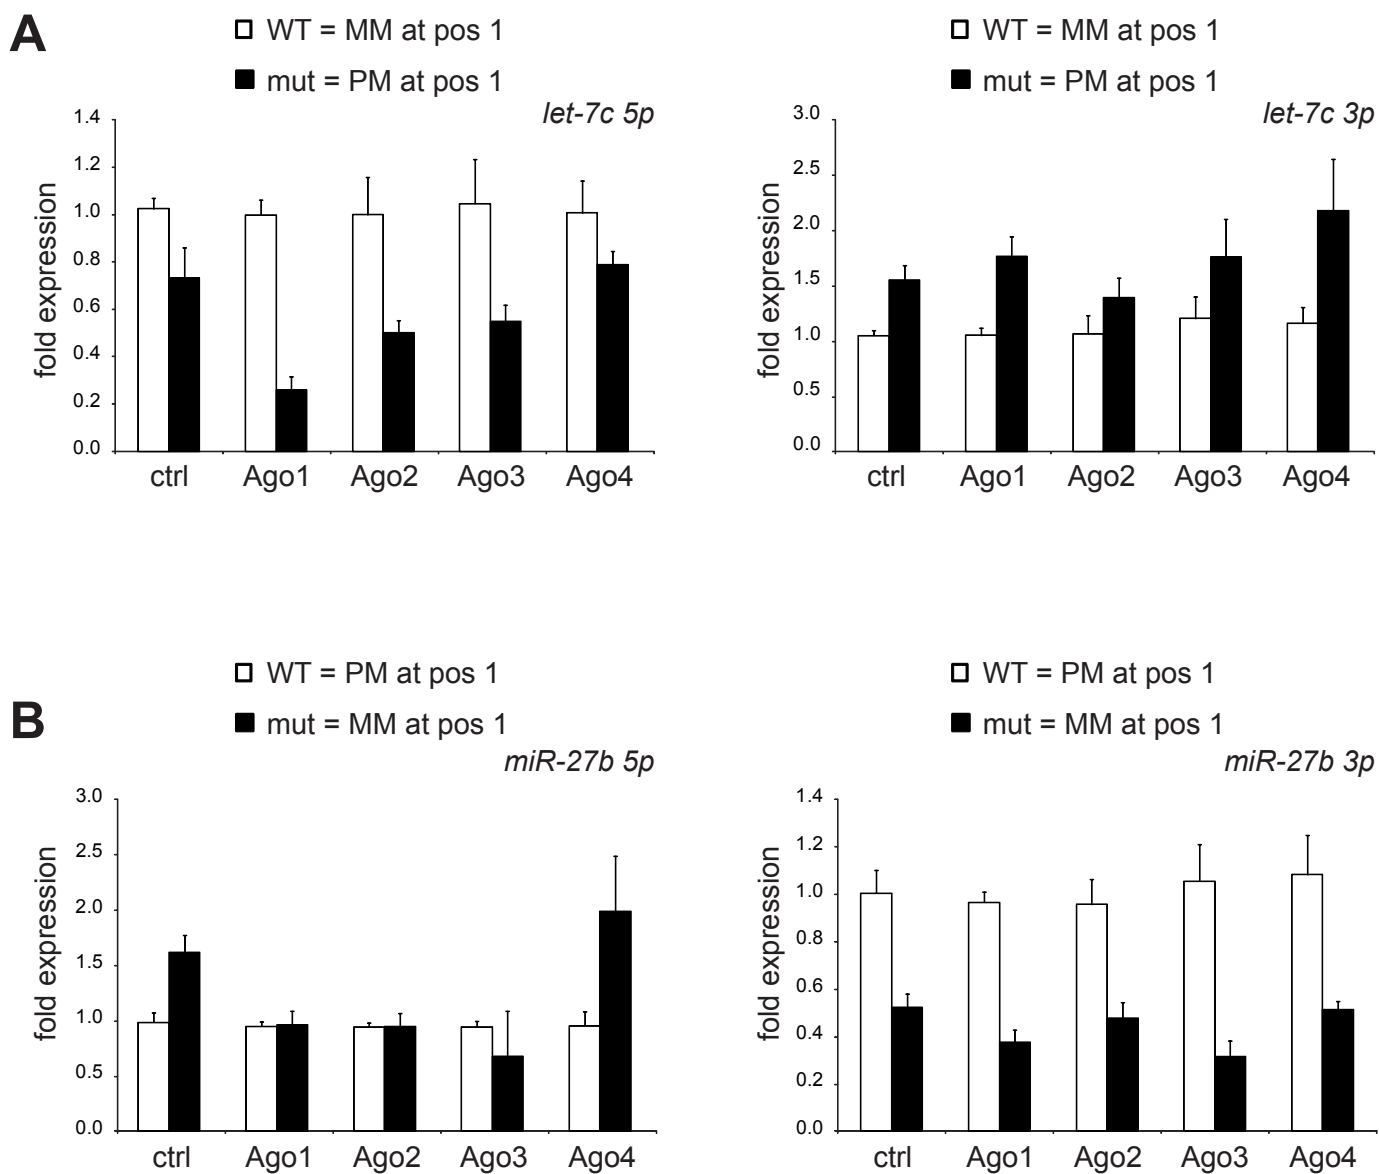 A
WT = MM at pos 1
mut = PM at pos 1
let-7c 5p
fold expression
1.4
1.2
1.0
0.8
0.6
0.4
0.2
0.0
ctrl Ago1 Ago2 Ago3 Ago4
WT = MM at pos 1
mut = PM at pos 1
let-7c 3p
fold expression
3.0
2.5
2.0
1.5
1.0
0.5
0.0
ctrl Ago1 Ago2 Ago3 Ago4
B
WT = PM at pos 1
mut = MM at pos 1
miR-27b 5p
fold expression
3.0
2.5
2.0
1.5
1.0
0.5
0.0
ctrl Ago1 Ago2 Ago3 Ago4
WT = PM at pos 1
mut = MM at pos 1
miR-27b 3p
fold expression
1.4
1.2
1.0
0.8
0.6
0.4
0.2
0.0
ctrl Ago1 Ago2 Ago3 Ago4